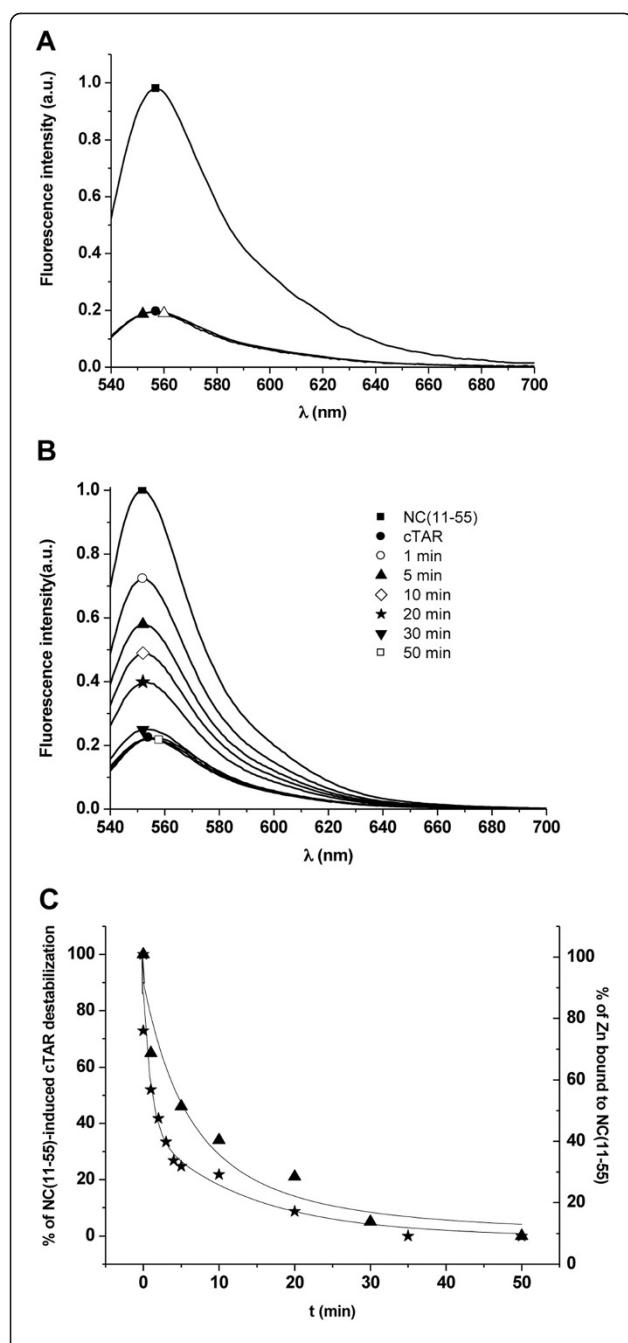 A
Fluorescence intensity (a.u.)
1.0
0.8
0.6
0.4
0.2
0.0
540 560 580 600 620 640 660 680 700
λ (nm)
B
Fluorescence intensity(a.u.)
1.0
0.8
0.6
0.4
0.2
0.0
NC(11-55)
cTAR
1 min
5 min
10 min
20 min
30 min
50 min
540 560 580 600 620 640 660 680 700
λ (nm)
C
% of NC(11-55)-induced cTAR destabilization
100
80
60
40
20
0
% of Zn bound to NC(11-55)
100
80
60
40
20
0
0 10 20 30 40 50
t (min)